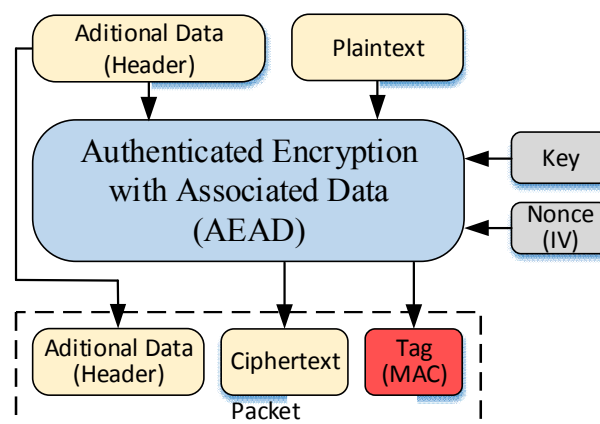 Aditional Data
(Header)
Plaintext
Authenticated Encryption
with Associated Data
(AEAD)
Key
Nonce
(IV)
Aditional Data
(Header)
Ciphertext
Tag
(MAC)
Packet